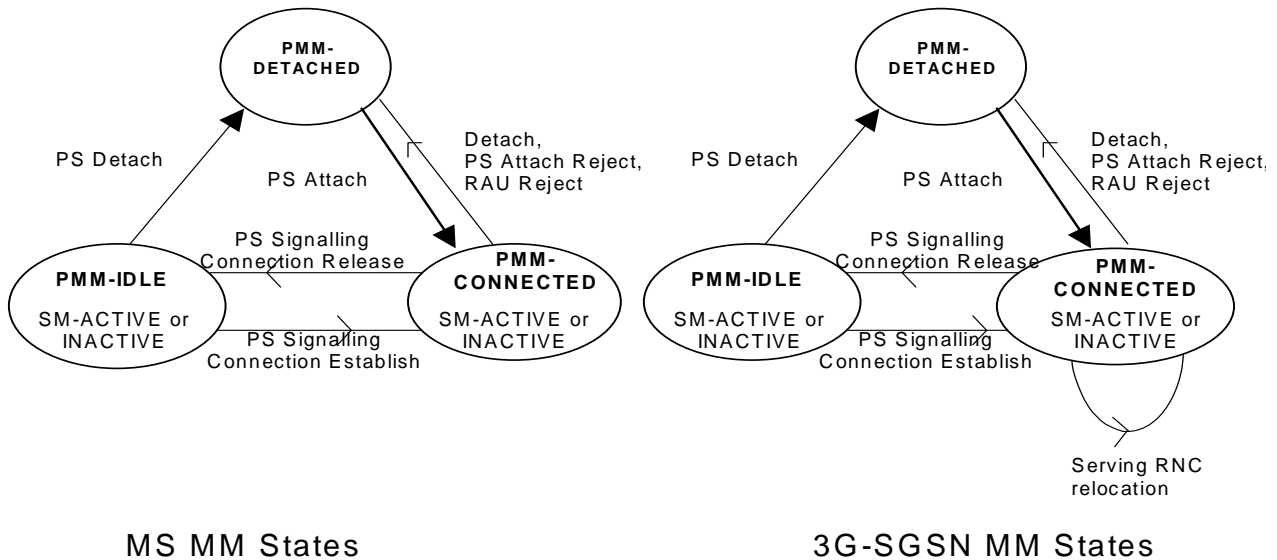 PMM-
DETACHED
PS Detach
PS Attach
Detach,
PS Attach Reject,
RAU Reject
PS Signalling
Connection Release
PMM-IDLE
SM-ACTIVE or
INACTIVE
PMM-
CONNECTED
SM-ACTIVE or
INACTIVE
PS Signalling
Connection Establish
MS MM States
PMM-
DETACHED
PS Detach
PS Attach
Detach,
PS Attach Reject,
RAU Reject
PS Signalling
Connection Release
PMM-IDLE
SM-ACTIVE or
INACTIVE
PMM-
CONNECTED
SM-ACTIVE or
INACTIVE
PS Signalling
Connection Establish
Serving RNC
relocation
3G-SGSN MM States